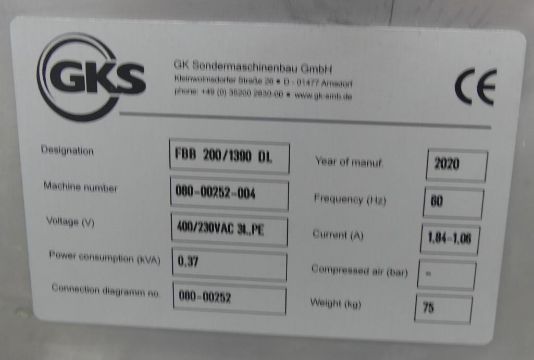 GKS
GK Sondermaschinenbau GmbH
Kleinwolmsdorfer Straße 26 • D - 01477 Arnsdorf
phone: +49 (0) 35200 2830-00 • www.gk-smb.de
CE
Designation FBB 200/1390 DL Year of manuf. 2020
Machine number 080-00252-004 Frequency (Hz) 60
Voltage (V) 400/230VAC 3L,PE Current (A) 1,84-1,06
Power consumption (kVA) 0.37 Compressed air (bar) -
Connection diagramm no. 080-00252 Weight (kg) 75